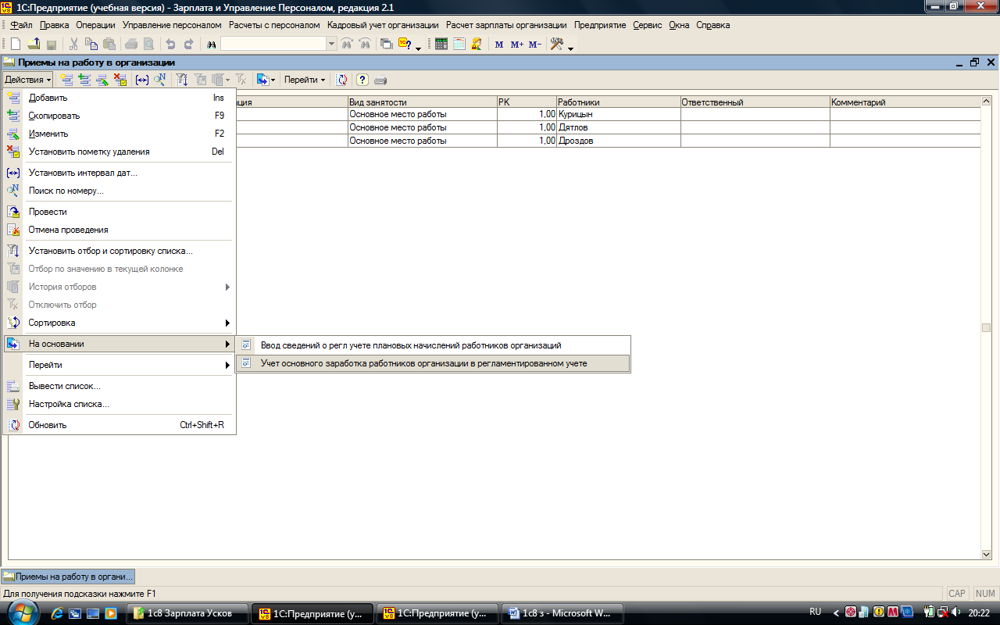 1С:Предприятие (учебная версия) - Зарплата и Управление Персоналом, редакция 2.1
Файл Правка Операции Управление персоналом Расчеты с персоналом Кадровый учет организации Расчет зарплаты организации Предприятие Сервис Окна Справка
M M+ M-
Приемы на работу в организации
Действия Перейти
ция Вид занятости РК Работники Ответственный Комментарий
Основное место работы 1,00 Курицын
Основное место работы 1,00 Дятлов
Основное место работы 1,00 Дроздов
Добавить Ins
Скопировать F9
Изменить F2
Установить пометку удаления Del
Установить интервал дат...
Поиск по номеру...
Провести
Отмена проведения
Установить отбор и сортировку списка...
Отбор по значению в текущей колонке
История отборов
Отключить отбор
Сортировка
На основании
Ввод сведений о регл учете плановых начислений работников организаций
Учет основного заработка работников организации в регламентированном учете
Перейти
Вывести список...
Настройка списка...
Обновить Ctrl+Shift+R
Приемы на работу в органи...
Для получения подсказки нажмите F1 CAP NUM
1с8 Зарплата Усков 1С:Предприятие (у... 1С:Предприятие (у... 1с8 з - Microsoft W... RU 20:22